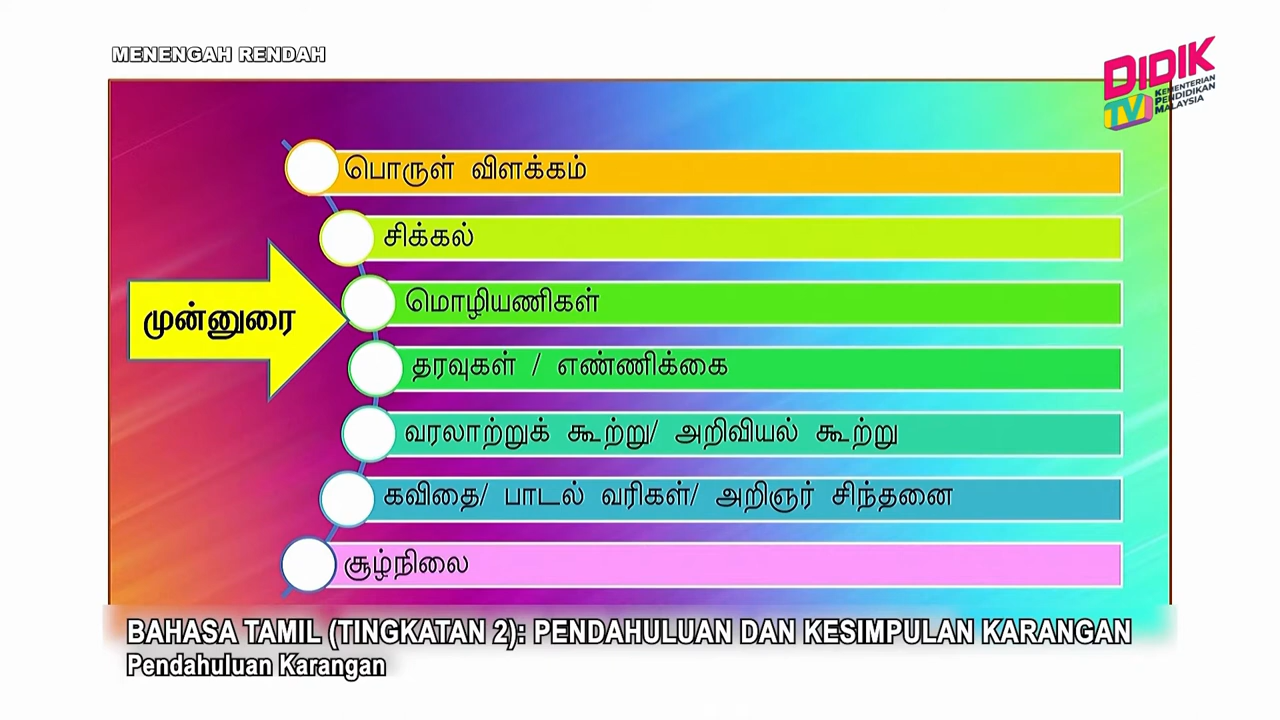 MENENGAH RENDAH
DIDIK
TV
KEMENTERIAN
PENDIDIKAN
MALAYSIA
பொருள் விளக்கம்
சிக்கல்
மொழியணிகள்
முன்னுரை
தரவுகள் / எண்ணிக்கை
வரலாற்றுக் கூற்று/ அறிவியல் கூற்று
கவிதை/ பாடல் வரிகள்/ அறிஞர் சிந்தனை
சூழ்நிலை
BAHASA TAMIL (TINGKATAN 2): PENDAHULUAN DAN KESIMPULAN KARANGAN
Pendahuluan Karangan